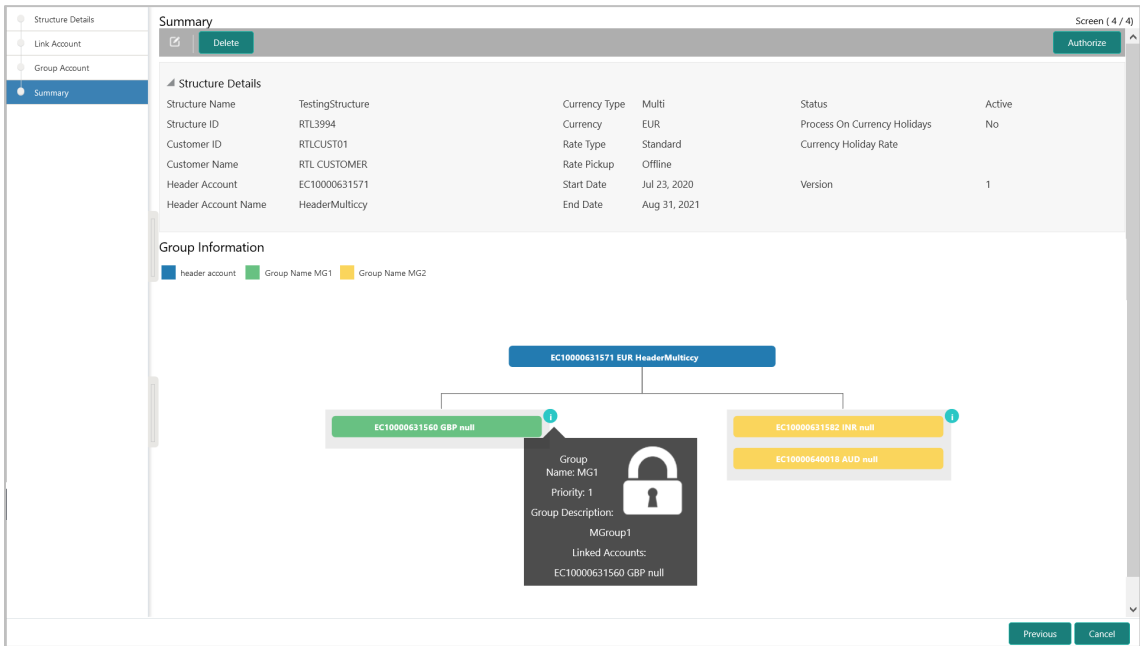 Structure Details
Link Account
Group Account
Summary
Summary
Screen ( 4 / 4)
Delete
Authorize
Structure Details
Structure Name TestingStructure Currency Type Multi Status Active
Structure ID RTL3994 Currency EUR Process On Currency Holidays No
Customer ID RTLCUST01 Rate Type Standard Currency Holiday Rate
Customer Name RTL CUSTOMER Rate Pickup Offline
Header Account EC10000631571 Start Date Jul 23, 2020 Version 1
Header Account Name HeaderMulticcy End Date Aug 31, 2021
Group Information
header account Group Name MG1 Group Name MG2
EC10000631571 EUR HeaderMulticcy
EC10000631560 GBP null
i
EC10000631582 INR null
i
EC10000640018 AUD null
Group
Name: MG1
Priority: 1
Group Description:
MGroup1
Linked Accounts:
EC10000631560 GBP null
Previous Cancel